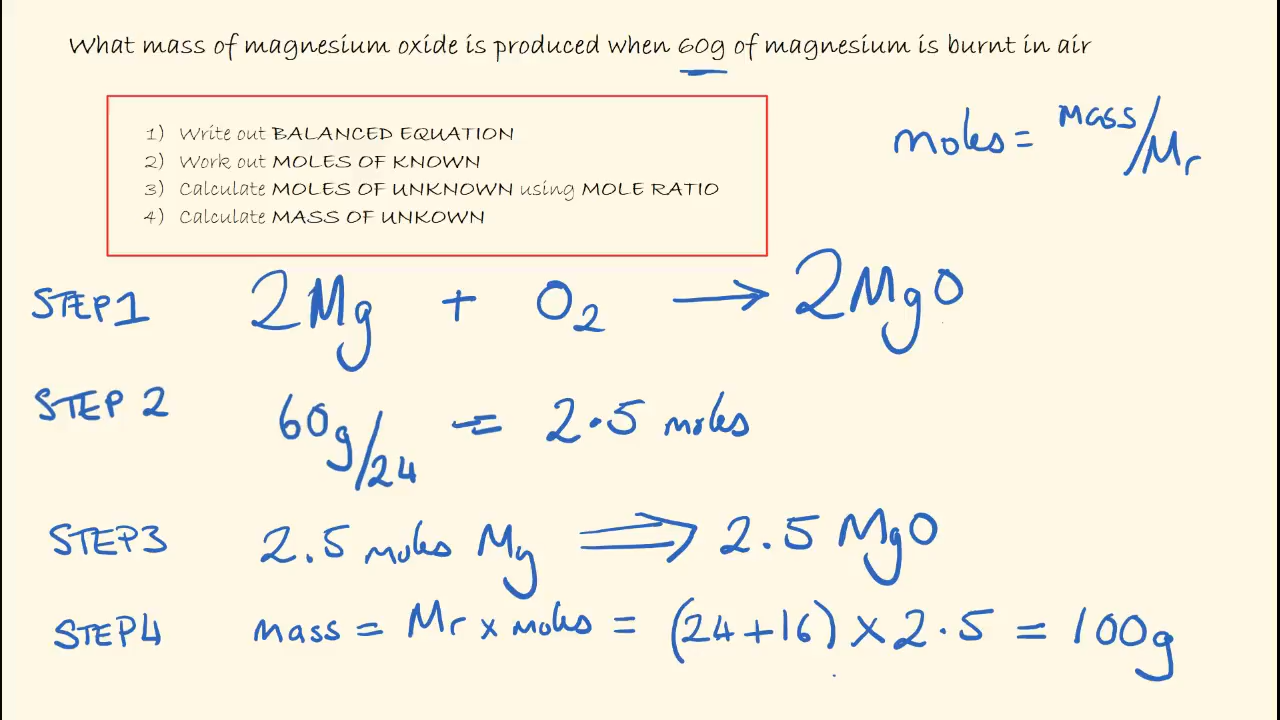 What mass of magnesium oxide is produced when 60g of magnesium is burnt in air
1) Write out BALANCED EQUATION
2) Work out MOLES OF KNOWN
3) Calculate MOLES OF UNKNOWN using MOLE RATIO
4) Calculate MASS OF UNKOWN
moles = mass/Mr
STEP1 2Mg + O2 → 2MgO
STEP 2 60g/24 = 2.5 moles
STEP3 2.5 moles Mg ⟹ 2.5 MgO
STEP4 mass = Mr x moles = (24+16) x 2.5 = 100g